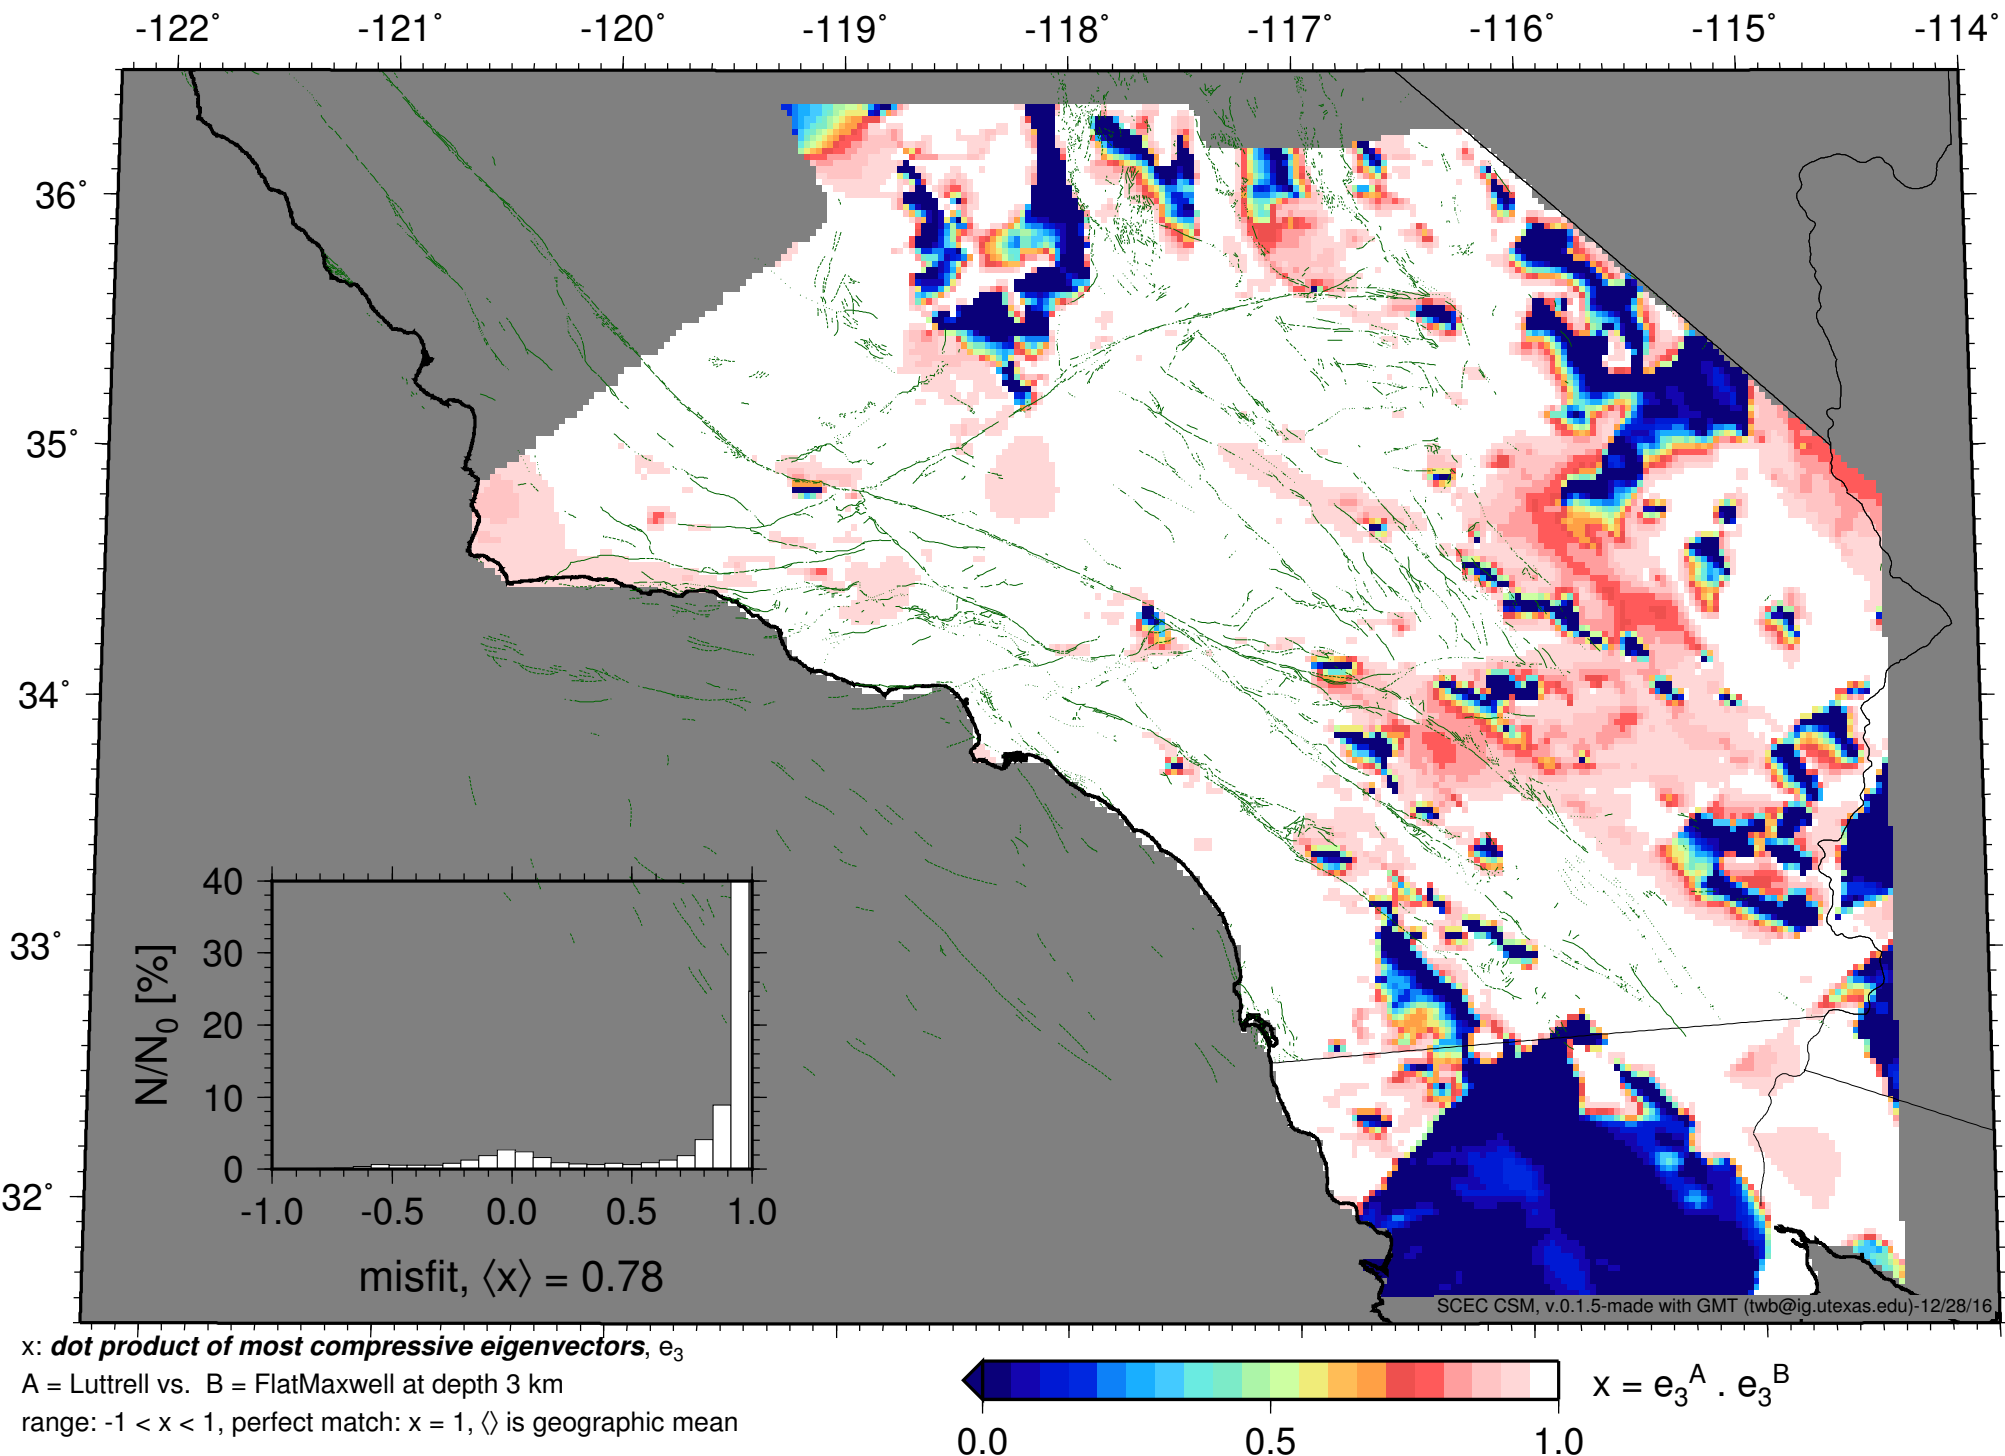 -122˚ -121˚ -120˚ -119˚ -118˚ -117˚ -116˚ -115˚ -114˚
36˚
35˚
34˚
33˚
32˚
40
30
20
10
0
N/N0 [%]
-1.0 -0.5 0.0 0.5 1.0
misfit, ⟨x⟩ = 0.78
SCEC CSM, v.0.1.5-made with GMT (twb@ig.utexas.edu)-12/28/16
x: dot product of most compressive eigenvectors, e3
A = Luttrell vs. B = FlatMaxwell at depth 3 km
range: -1 < x < 1, perfect match: x = 1, ⟨⟩ is geographic mean
x = e3^A . e3^B
0.0 0.5 1.0